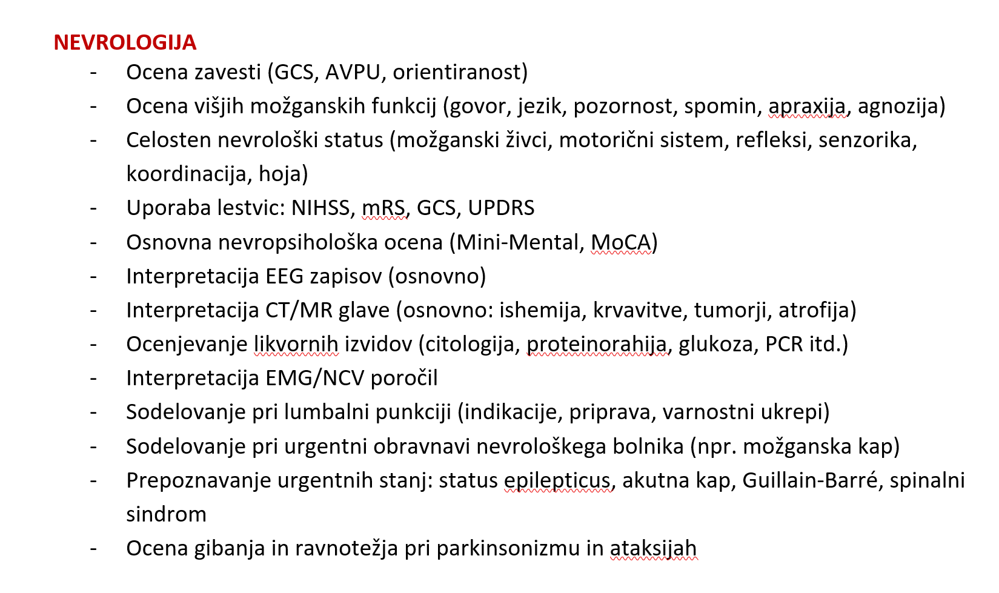 NEVROLOGIJA
- Ocena zavesti (GCS, AVPU, orientiranost)
- Ocena višjih možganskih funkcij (govor, jezik, pozornost, spomin, apraxija, agnozija)
- Celosten nevrološki status (možganski živci, motorični sistem, refleksi, senzorika,
koordinacija, hoja)
- Uporaba lestvic: NIHSS, mRS, GCS, UPDRS
- Osnovna nevropsihološka ocena (Mini-Mental, MoCA)
- Interpretacija EEG zapisov (osnovno)
- Interpretacija CT/MR glave (osnovno: ishemija, krvavitve, tumorji, atrofija)
- Ocenjevanje likvornih izvidov (citologija, proteinorahija, glukoza, PCR itd.)
- Interpretacija EMG/NCV poročil
- Sodelovanje pri lumbalni punkciji (indikacije, priprava, varnostni ukrepi)
- Sodelovanje pri urgentni obravnavi nevrološkega bolnika (npr. možganska kap)
- Prepoznavanje urgentnih stanj: status epilepticus, akutna kap, Guillain-Barré, spinalni
sindrom
- Ocena gibanja in ravnotežja pri parkinsonizmu in ataksijah